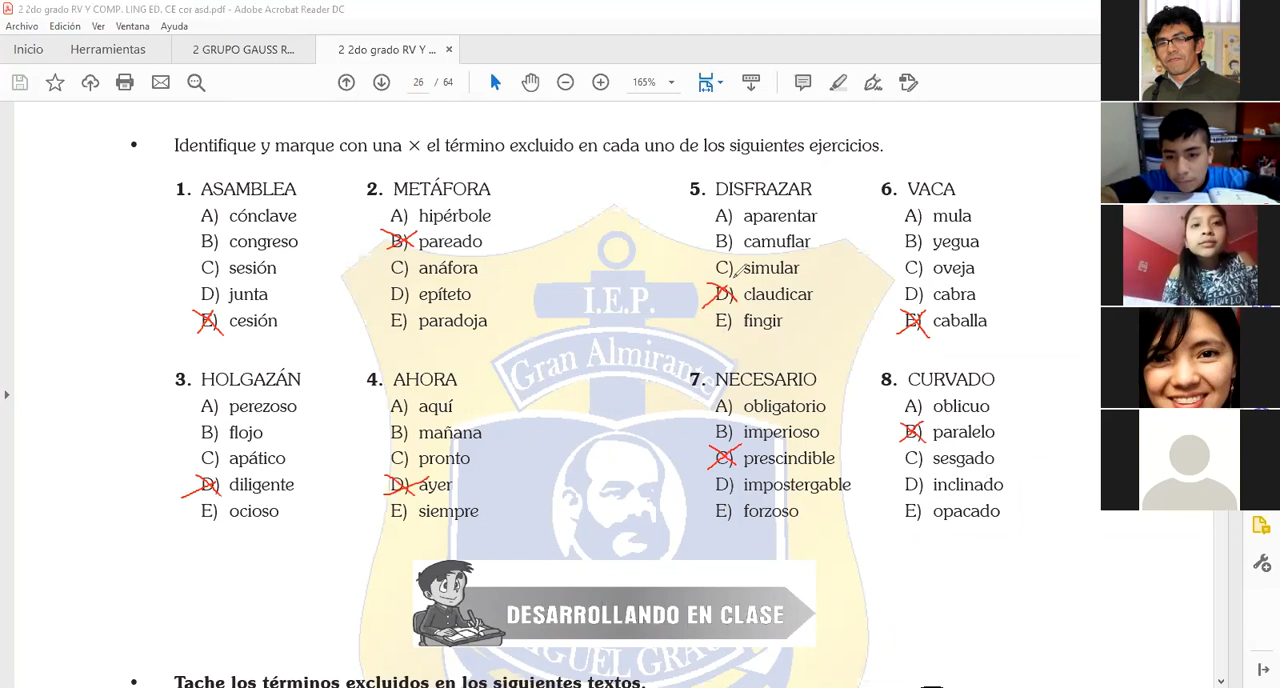 2 2do grado RV Y COMP. LING ED. CE cor asd.pdf - Adobe Acrobat Reader DC
Archivo Edición Ver Ventana Ayuda
Inicio Herramientas 2 GRUPO GAUSS R... 2 2do grado RV Y ... ×
26 / 64 165%
• Identifique y marque con una × el término excluido en cada uno de los siguientes ejercicios.
1. ASAMBLEA
A) cónclave
B) congreso
C) sesión
D) junta
E) cesión
2. METÁFORA
A) hipérbole
B) pareado
C) anáfora
D) epíteto
E) paradoja
3. HOLGAZÁN
A) perezoso
B) flojo
C) apático
D) diligente
E) ocioso
4. AHORA
A) aquí
B) mañana
C) pronto
D) ayer
E) siempre
5. DISFRAZAR
A) aparentar
B) camuflar
C) simular
D) claudicar
E) fingir
6. VACA
A) mula
B) yegua
C) oveja
D) cabra
E) caballa
7. NECESARIO
A) obligatorio
B) imperioso
C) prescindible
D) impostergable
E) forzoso
8. CURVADO
A) oblicuo
B) paralelo
C) sesgado
D) inclinado
E) opacado
I.E.P.
Gran Almirante
DESARROLLANDO EN CLASE
MIGUEL GRAU
• Tache los términos excluidos en los siguientes textos.